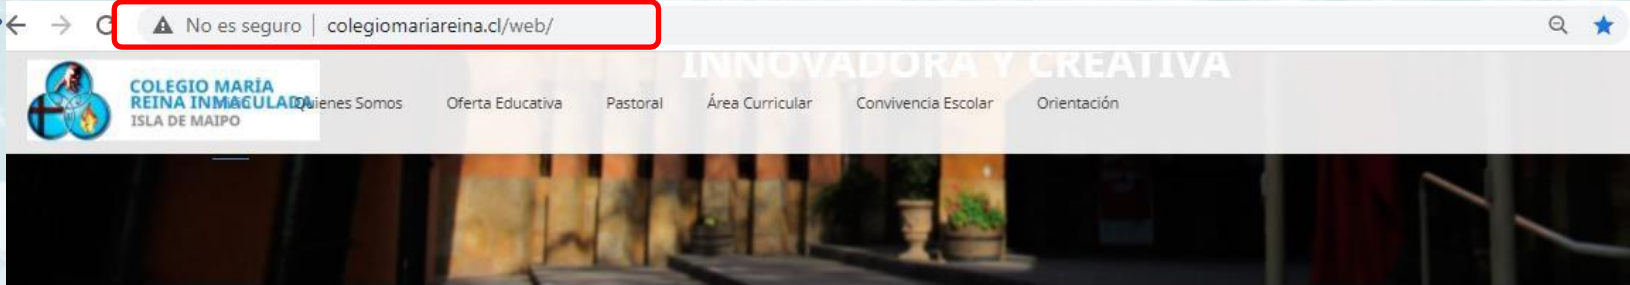 No es seguro | colegiomariareina.cl/web/
INNOVADORA Y CREATIVA
COLEGIO MARÍA
REINA INMACULADA
ISLA DE MAIPO
Quienes Somos Oferta Educativa Pastoral Área Curricular Convivencia Escolar Orientación